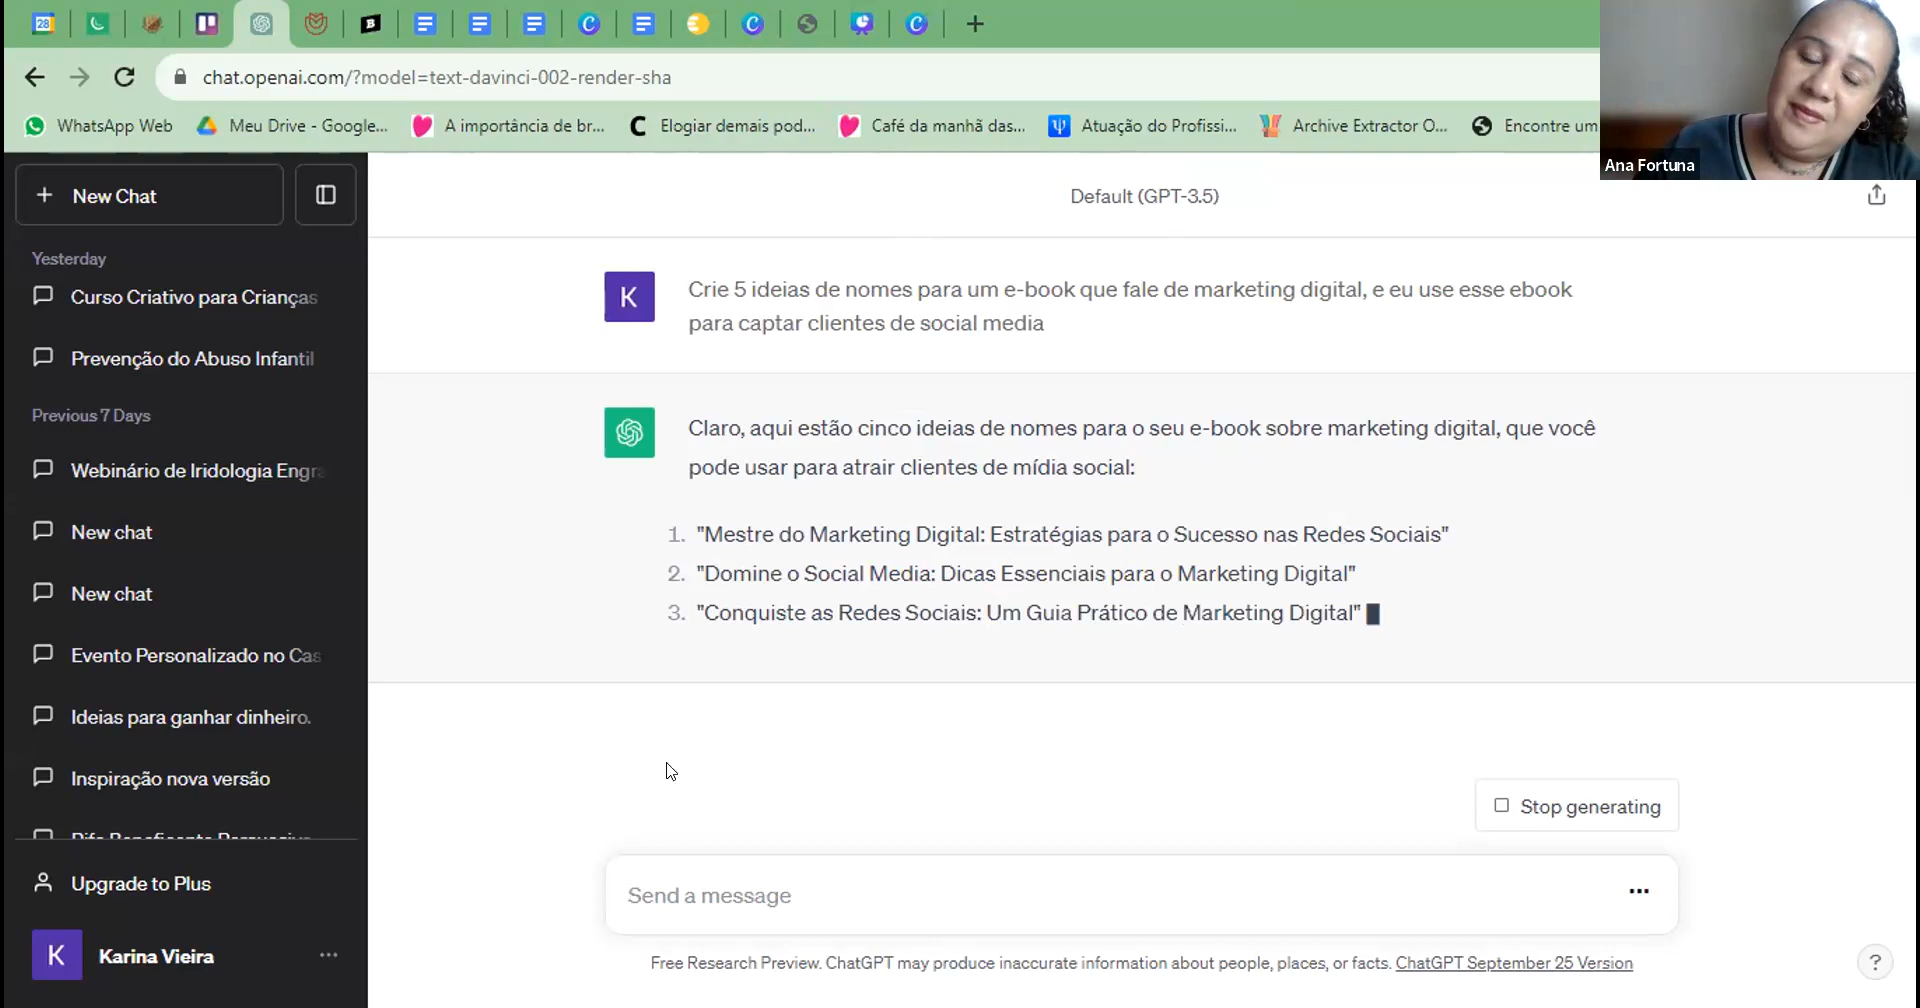 28
chat.openai.com/?model=text-davinci-002-render-sha
WhatsApp Web
Meu Drive - Google...
A importância de br...
Elogiar demais pod...
Café da manhã das...
Atuação do Profissi...
Archive Extractor O...
Encontre um
Ana Fortuna
New Chat
Default (GPT-3.5)
Yesterday
Curso Criativo para Crianças
Prevenção do Abuso Infantil
Previous 7 Days
Webinário de Iridologia Engra
New chat
New chat
Evento Personalizado no Cas
Ideias para ganhar dinheiro.
Inspiração nova versão
Upgrade to Plus
K
Karina Vieira
K
Crie 5 ideias de nomes para um e-book que fale de marketing digital, e eu use esse ebook
para captar clientes de social media
Claro, aqui estão cinco ideias de nomes para o seu e-book sobre marketing digital, que você
pode usar para atrair clientes de mídia social:
1. "Mestre do Marketing Digital: Estratégias para o Sucesso nas Redes Sociais"
2. "Domine o Social Media: Dicas Essenciais para o Marketing Digital"
3. "Conquiste as Redes Sociais: Um Guia Prático de Marketing Digital"
Stop generating
Send a message
Free Research Preview. ChatGPT may produce inaccurate information about people, places, or facts. ChatGPT September 25 Version
?